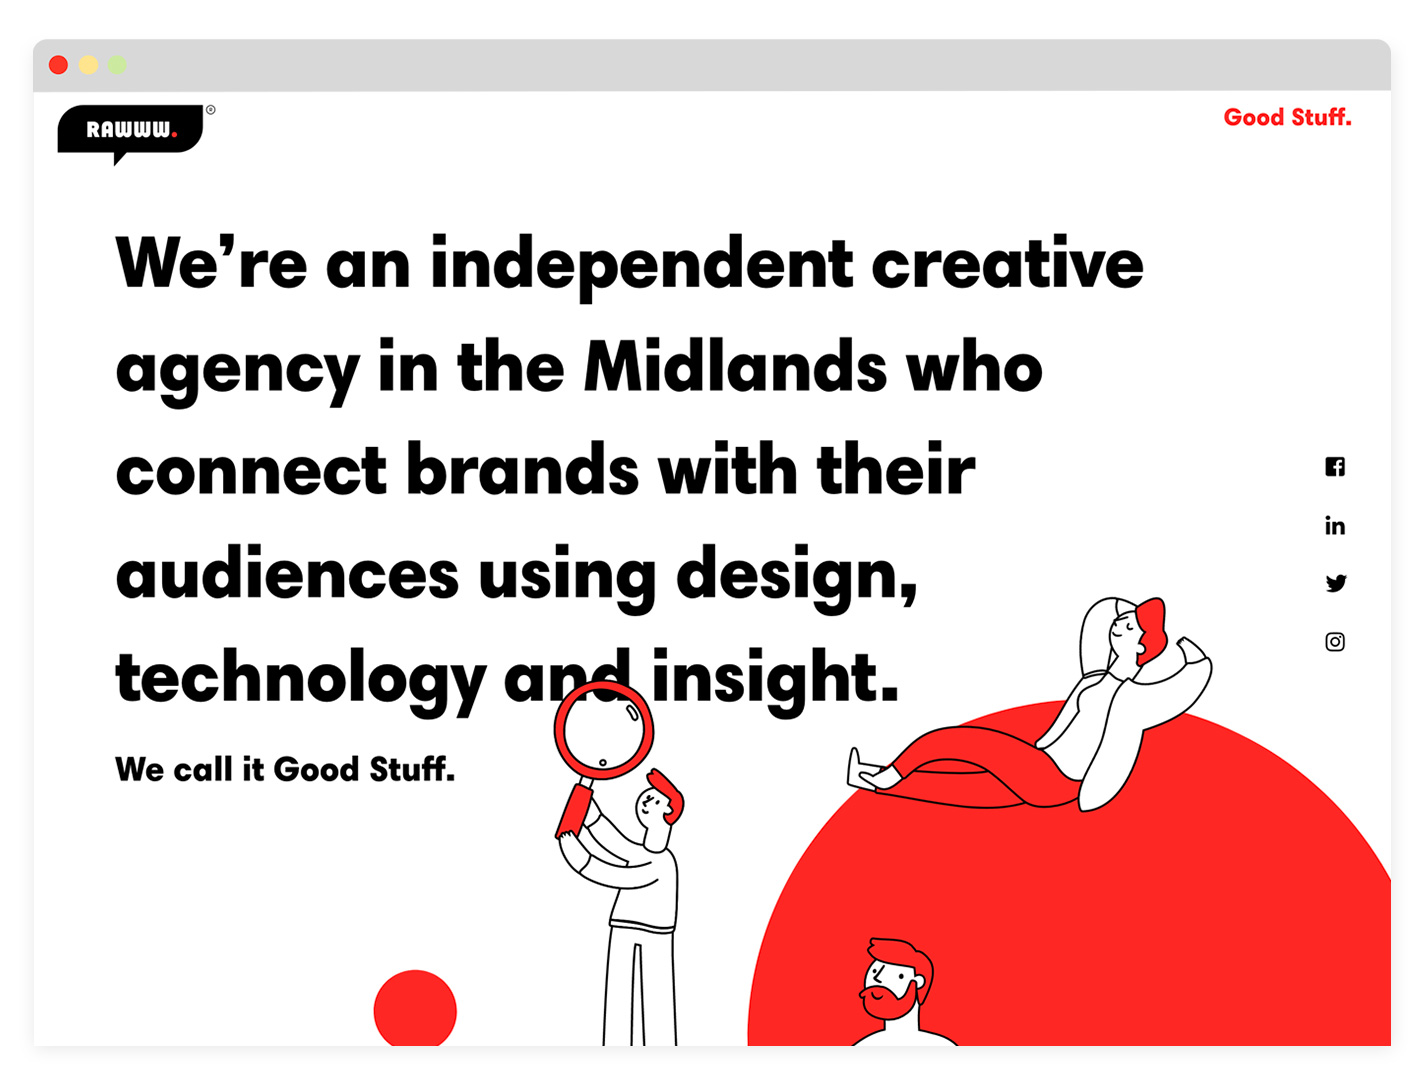 RAWWW.®
Good Stuff.
We’re an independent creative
agency in the Midlands who
connect brands with their
audiences using design,
technology and insight.
We call it Good Stuff.